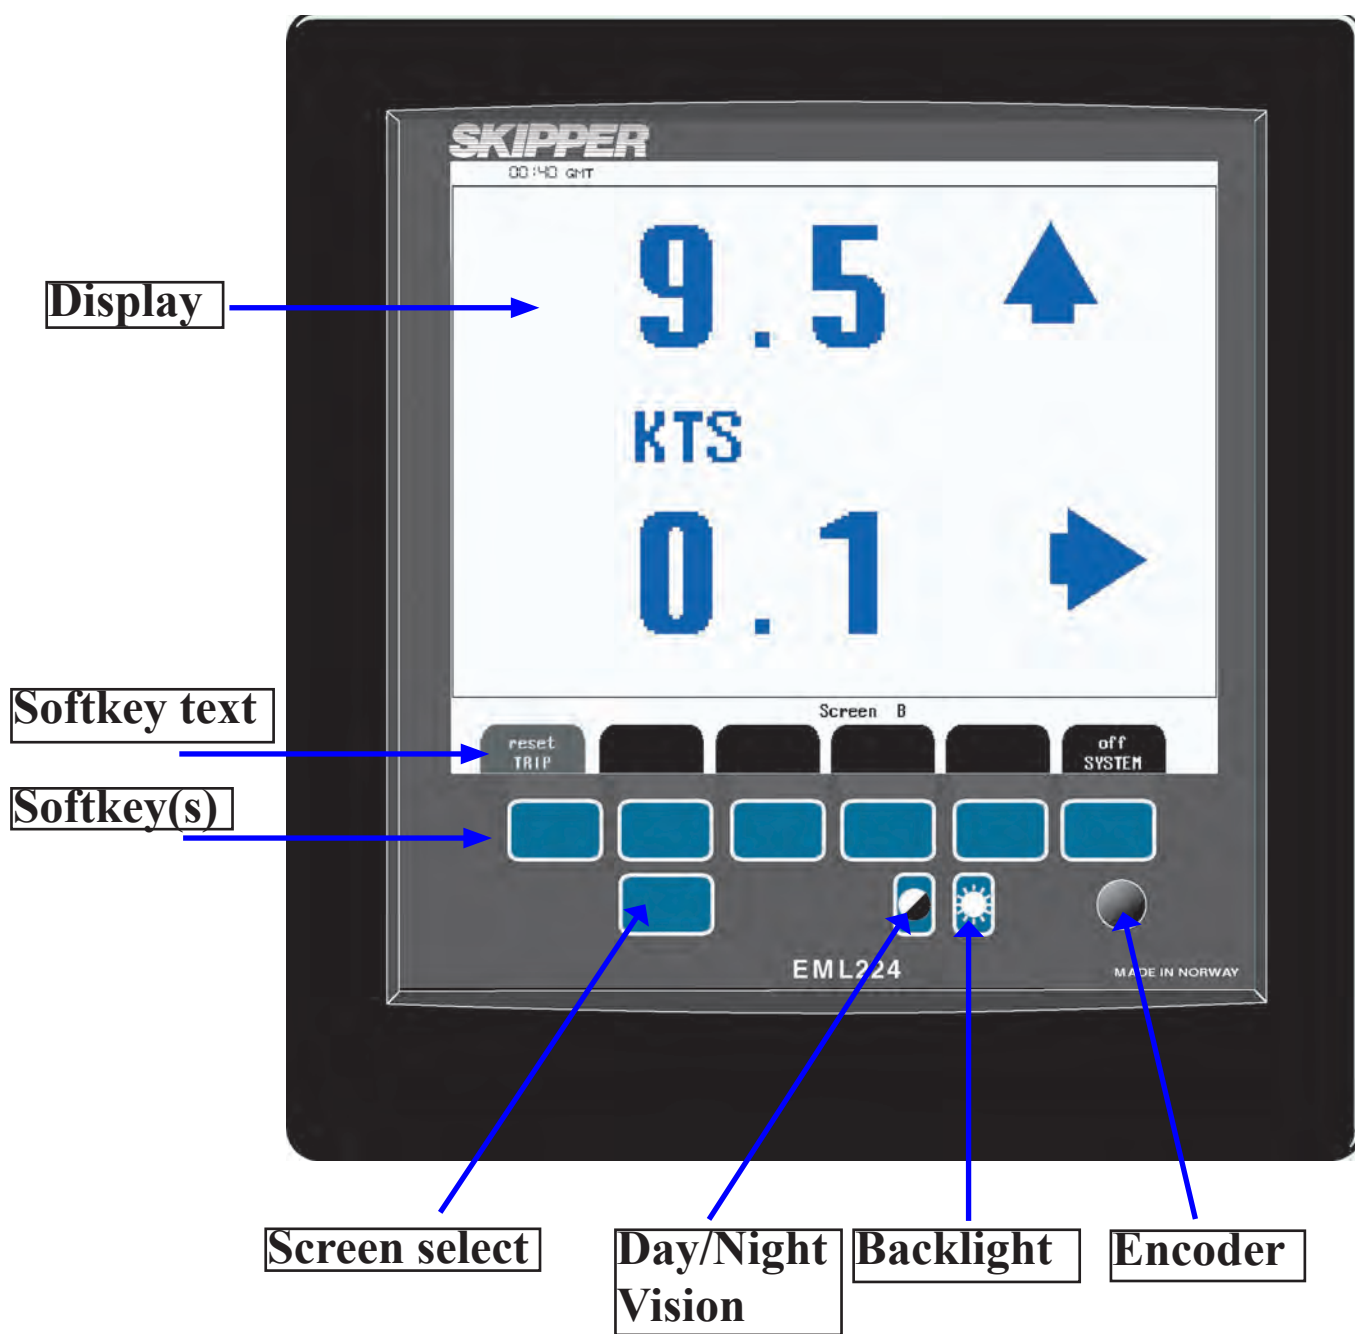 SKIPPER
00:40 GMT
9.5
Display
KTS
0.1
Softkey text
Screen B
reset
TRIP
off
SYSTEM
Softkey(s)
EML224
MADE IN NORWAY
Screen select
Day/Night
Vision
Backlight
Encoder